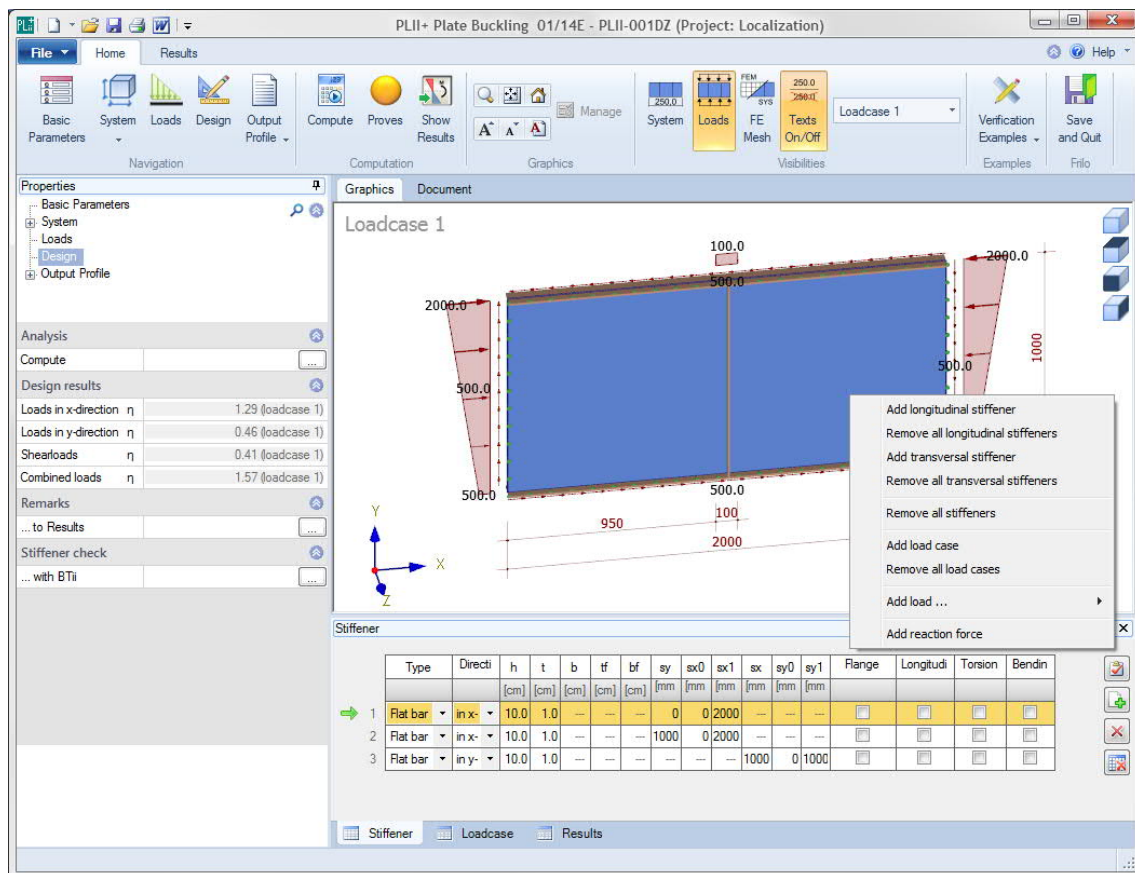 PLII+ Plate Buckling 01/14E - PLII-001DZ (Project: Localization)
File Home Results Help
Basic Parameters
System
Loads
Design
Output Profile
Navigation
Compute
Proves
Show Results
Computation
Manage
Graphics
250,0
System
Loads
FEM
SYS
FE Mesh
250.0
250.0
Texts On/Off
Loadcase 1
Visibilities
Verification Examples
Examples
Save and Quit
Frilo
Properties
Basic Parameters
System
Loads
Design
Output Profile
Analysis
Compute ...
Design results
Loads in x-direction η 1.29 (loadcase 1)
Loads in y-direction η 0.46 (loadcase 1)
Shearloads η 0.41 (loadcase 1)
Combined loads η 1.57 (loadcase 1)
Remarks
... to Results ...
Stiffener check
... with BTii ...
Graphics Document
Loadcase 1
100.0
500.0
2000.0
2000.0
1000
500.0
500.0
500.0
500.0
950
100
2000
Y
X
Z
Add longitudinal stiffener
Remove all longitudinal stiffeners
Add transversal stiffener
Remove all transversal stiffeners
Remove all stiffeners
Add load case
Remove all load cases
Add load ...
Add reaction force
Stiffener
Type Directi h t b tf bf sy sx0 sx1 sx sy0 sy1 Flange Longitudi Torsion Bendin
[cm] [cm] [cm] [cm] [cm] [mm [mm [mm [mm [mm [mm
1 Flat bar in x- 10.0 1.0 --- --- --- 0 0 2000 --- --- ---
2 Flat bar in x- 10.0 1.0 --- --- --- 1000 0 2000 --- --- ---
3 Flat bar in y- 10.0 1.0 --- --- --- --- --- --- 1000 0 1000
Stiffener Loadcase Results